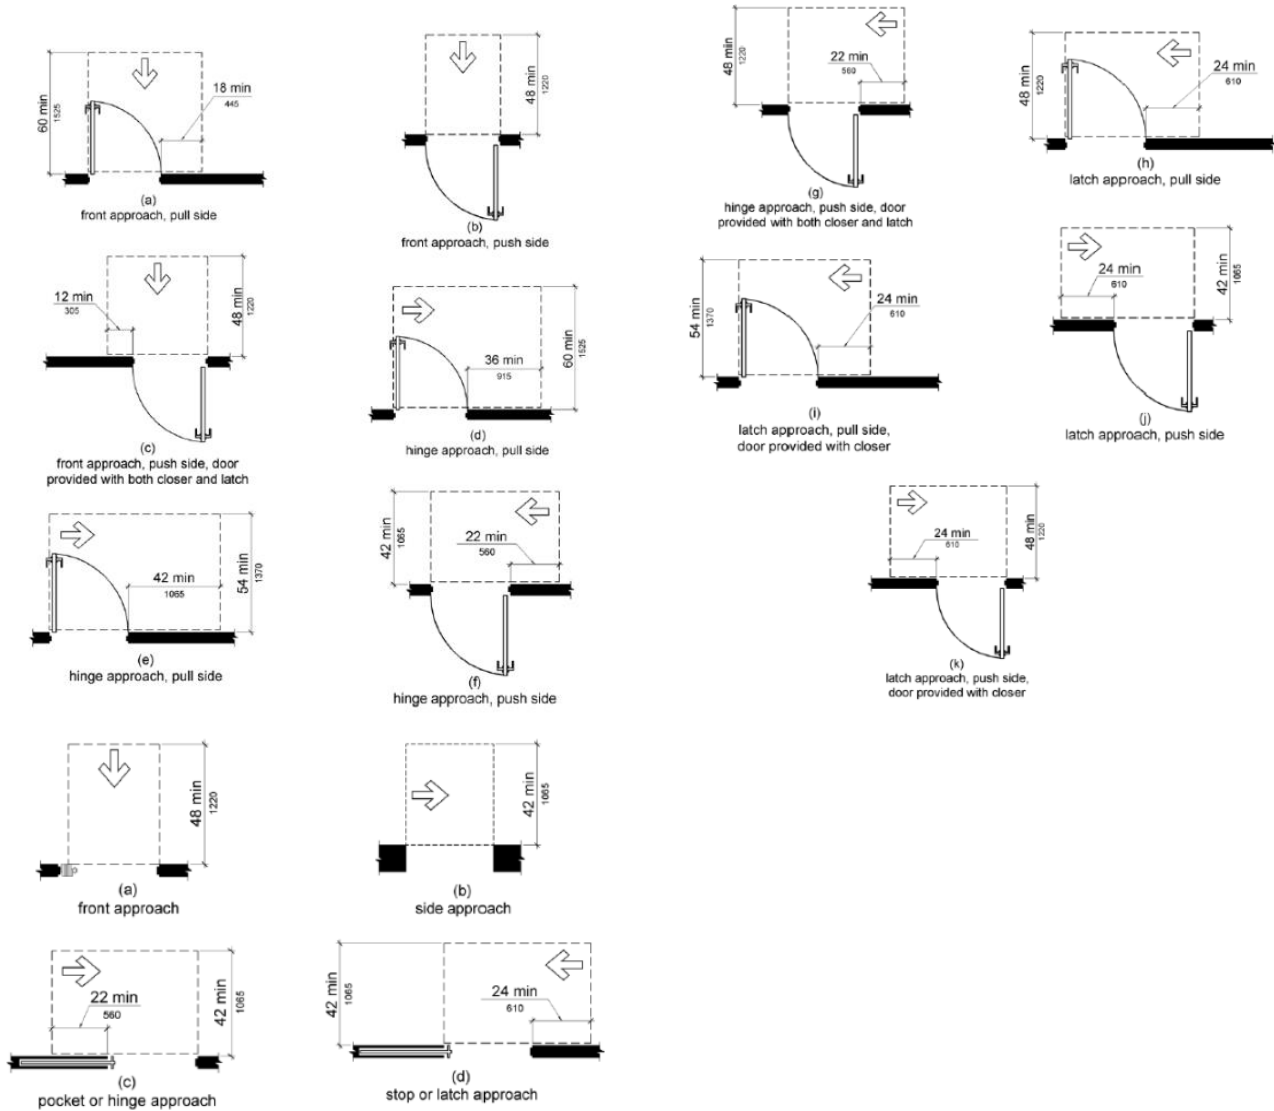 60 min
1525
18 min
445
(a)
front approach, pull side
48 min
1220
(b)
front approach, push side
12 min
305
48 min
1220
(c)
front approach, push side, door
provided with both closer and latch
36 min
915
60 min
1525
(d)
hinge approach, pull side
42 min
1065
54 min
1370
(e)
hinge approach, pull side
42 min
1065
22 min
560
(f)
hinge approach, push side
48 min
1220
22 min
560
(g)
hinge approach, push side, door
provided with both closer and latch
48 min
1220
24 min
610
(h)
latch approach, pull side
54 min
1370
24 min
610
(i)
latch approach, pull side,
door provided with closer
24 min
610
42 min
1065
(j)
latch approach, push side
24 min
610
48 min
1220
(k)
latch approach, push side,
door provided with closer
48 min
1220
(a)
front approach
42 min
1065
(b)
side approach
22 min
560
42 min
1065
(c)
pocket or hinge approach
42 min
1065
24 min
610
(d)
stop or latch approach